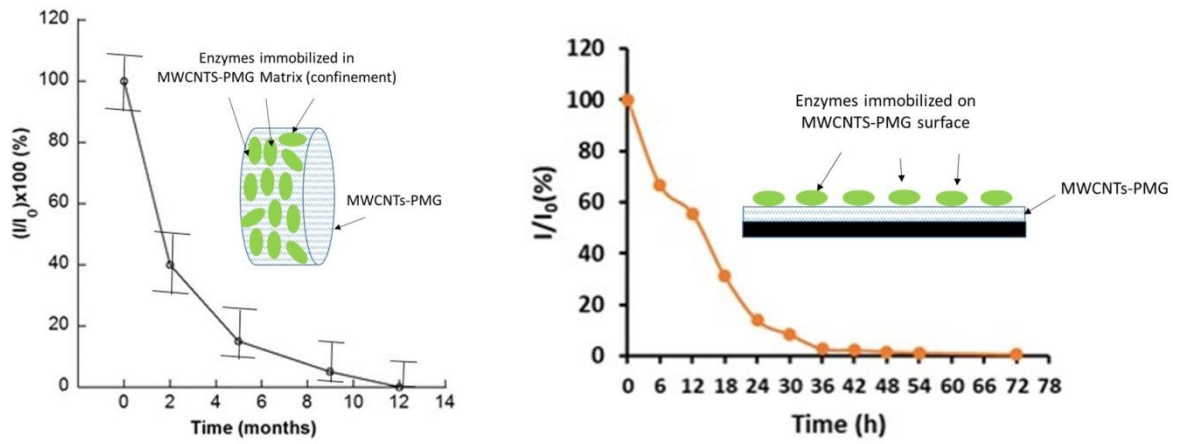 120
100
80
60
40
20
0
(I/I0)x100 (%)
0 2 4 6 8 10 12 14
Time (months)
Enzymes immobilized in
MWCNTS-PMG Matrix (confinement)
MWCNTs-PMG
120
100
80
60
40
20
0
I/I0(%)
0 6 12 18 24 30 36 42 48 54 60 66 72 78
Time (h)
Enzymes immobilized on
MWCNTS-PMG surface
MWCNTs-PMG